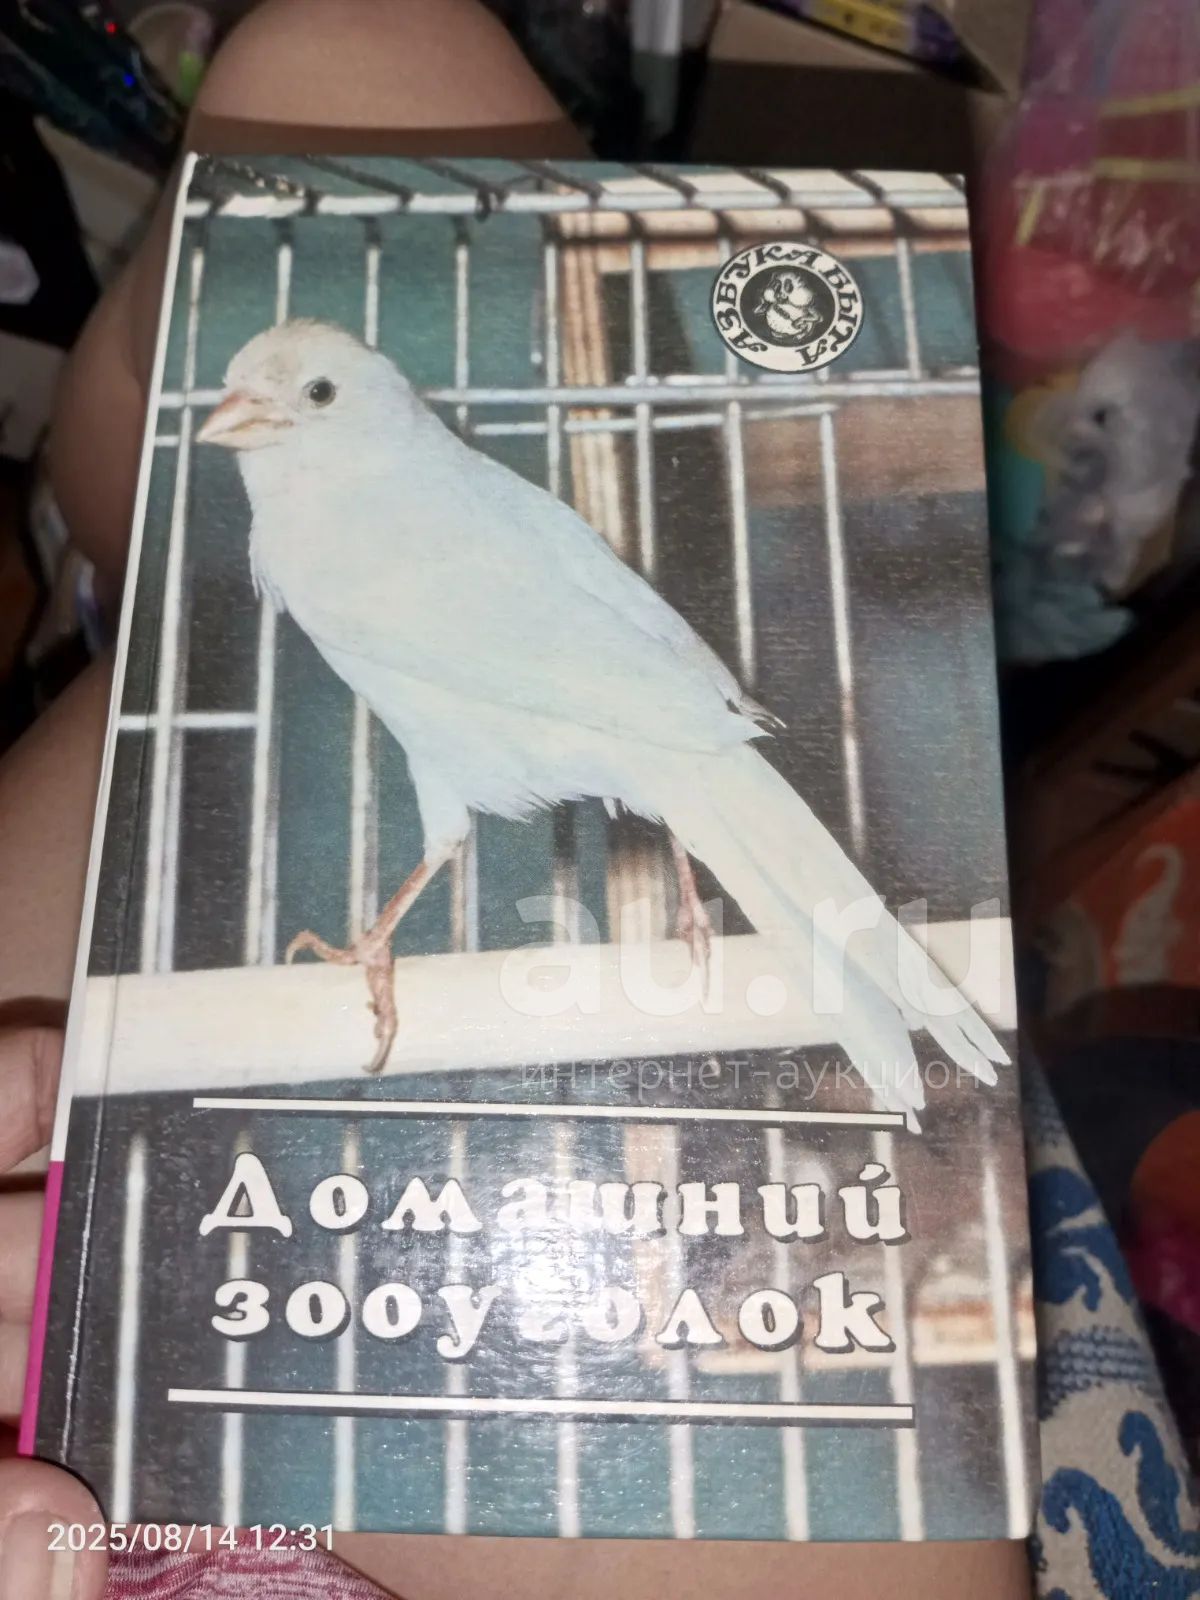 АЗБУКА БЫТА
au.ru
интернет-аукцион
Домашний
зооуголок
2025/08/14 12:31